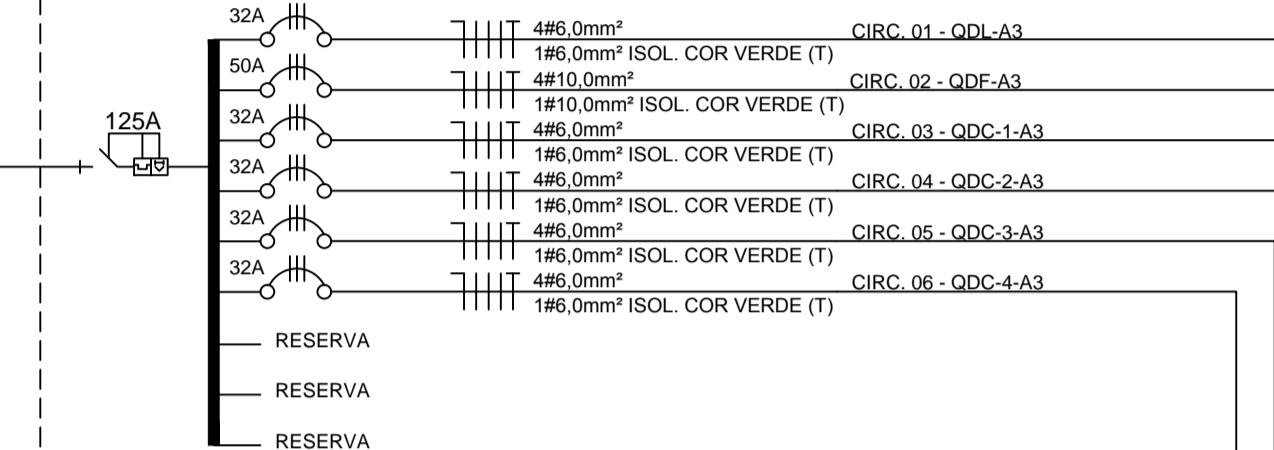 32A
4#6,0mm²
CIRC. 01 - QDL-A3
1#6,0mm² ISOL. COR VERDE (T)
50A
4#10,0mm²
CIRC. 02 - QDF-A3
1#10,0mm² ISOL. COR VERDE (T)
125A
32A
4#6,0mm²
CIRC. 03 - QDC-1-A3
1#6,0mm² ISOL. COR VERDE (T)
32A
4#6,0mm²
CIRC. 04 - QDC-2-A3
1#6,0mm² ISOL. COR VERDE (T)
32A
4#6,0mm²
CIRC. 05 - QDC-3-A3
1#6,0mm² ISOL. COR VERDE (T)
32A
4#6,0mm²
CIRC. 06 - QDC-4-A3
1#6,0mm² ISOL. COR VERDE (T)
RESERVA
RESERVA
RESERVA